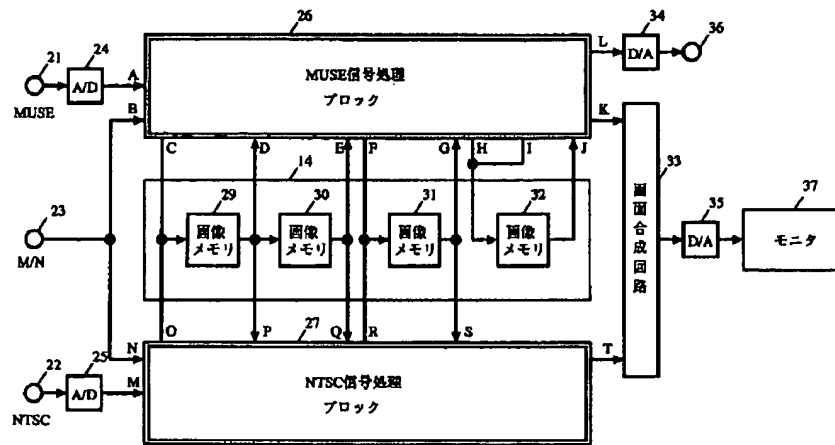 26
34
36
21
24
L
D/A
A/D
A
MUSE信号処理
ブロック
MUSE
B
K
C
D
E
F
G
H
I
J
14
33
23
29
30
31
32
画像
メモリ
画像
メモリ
画像
メモリ
画像
メモリ
画面合成回路
35
37
D/A
モニタ
M/N
O
P
27
Q
R
S
N
T
22
25
A/D
M
NTSC信号処理
ブロック
NTSC